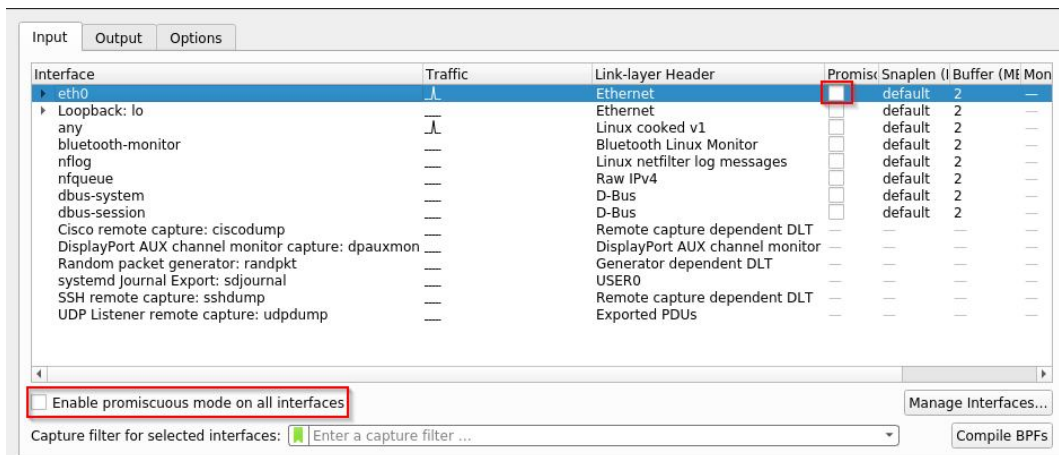 Input Output Options
Interface Traffic Link-layer Header Promisc Snaplen (I Buffer (ME Mon
eth0 Ethernet default 2 —
Loopback: lo Ethernet default 2 —
any Linux cooked v1 default 2 —
bluetooth-monitor Bluetooth Linux Monitor default 2 —
nflog Linux netfilter log messages default 2 —
nfqueue Raw IPv4 default 2 —
dbus-system D-Bus default 2 —
dbus-session D-Bus default 2 —
Cisco remote capture: ciscodump Remote capture dependent DLT — — — —
DisplayPort AUX channel monitor capture: dpauxmon DisplayPort AUX channel monitor — — — —
Random packet generator: randpkt Generator dependent DLT — — — —
systemd Journal Export: sdjournal USER0 — — — —
SSH remote capture: sshdump Remote capture dependent DLT — — — —
UDP Listener remote capture: udpdump Exported PDUs — — — —
Enable promiscuous mode on all interfaces Manage Interfaces...
Capture filter for selected interfaces: Enter a capture filter ... Compile BPFs